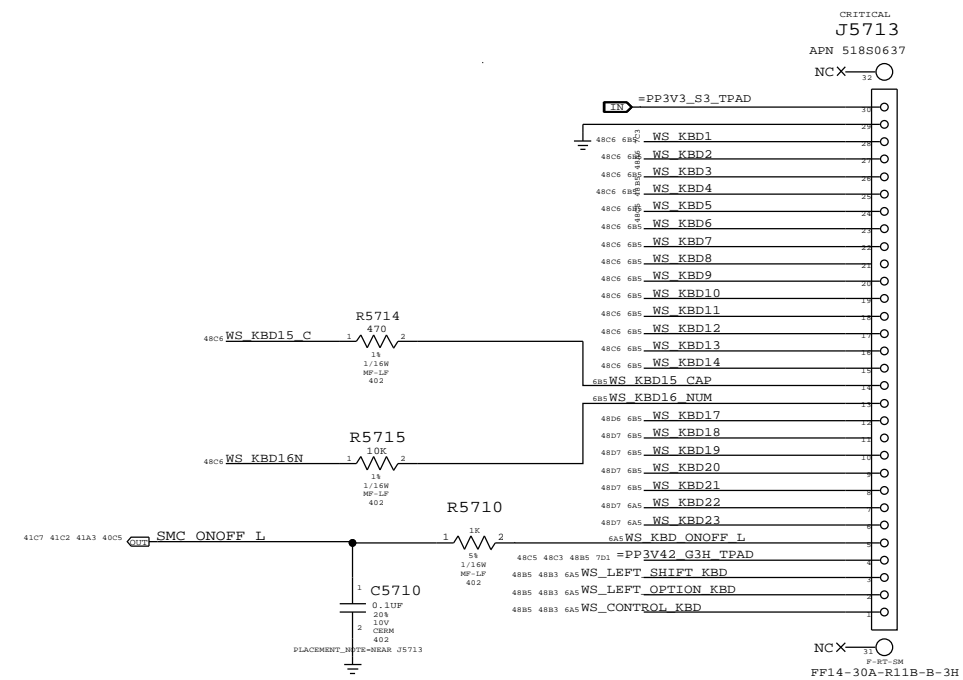 CRITICAL
J5713
APN 518S0637
NC 32
IN =PP3V3_S3_TPAD 30
29
48C6 6B5 WS_KBD1 28
48C6 6B5 WS_KBD2 27
48C6 6B5 WS_KBD3 26
48C6 6B5 WS_KBD4 25
48C6 6B5 WS_KBD5 24
48C6 6B5 WS_KBD6 23
48C6 6B5 WS_KBD7 22
48C6 6B5 WS_KBD8 21
48C6 6B5 WS_KBD9 20
48C6 6B5 WS_KBD10 19
48C6 6B5 WS_KBD11 18
48C6 6B5 WS_KBD12 17
48C6 6B5 WS_KBD13 16
48C6 6B5 WS_KBD14 15
6B5 WS_KBD15_CAP 14
6B5 WS_KBD16_NUM 13
48D6 6B5 WS_KBD17 12
48D7 6B5 WS_KBD18 11
48D7 6B5 WS_KBD19 10
48D7 6B5 WS_KBD20 9
48D7 6B5 WS_KBD21 8
48D7 6A5 WS_KBD22 7
48D7 6A5 WS_KBD23 6
6A5 WS_KBD_ONOFF_L 5
48C5 48C3 48B5 7D1 =PP3V42_G3H_TPAD 4
48B5 48B3 6A5 WS_LEFT_SHIFT_KBD 3
48B5 48B3 6A5 WS_LEFT_OPTION_KBD 2
48B5 48B3 6A5 WS_CONTROL_KBD 1
NC 31
F-RT-SM
FF14-30A-R11B-B-3H
R5714
470
48C6 WS_KBD15_C 1 2
1%
1/16W
MF-LF
402
R5715
10K
48C6 WS_KBD16N 1 2
1%
1/16W
MF-LF
402
R5710
1K
41C7 41C2 41A3 40C5 OUT SMC_ONOFF_L 1 2
5%
1/16W
MF-LF
402
1 C5710
0.1UF
20%
10V
2 CERM
402
PLACEMENT_NOTE=NEAR J5713